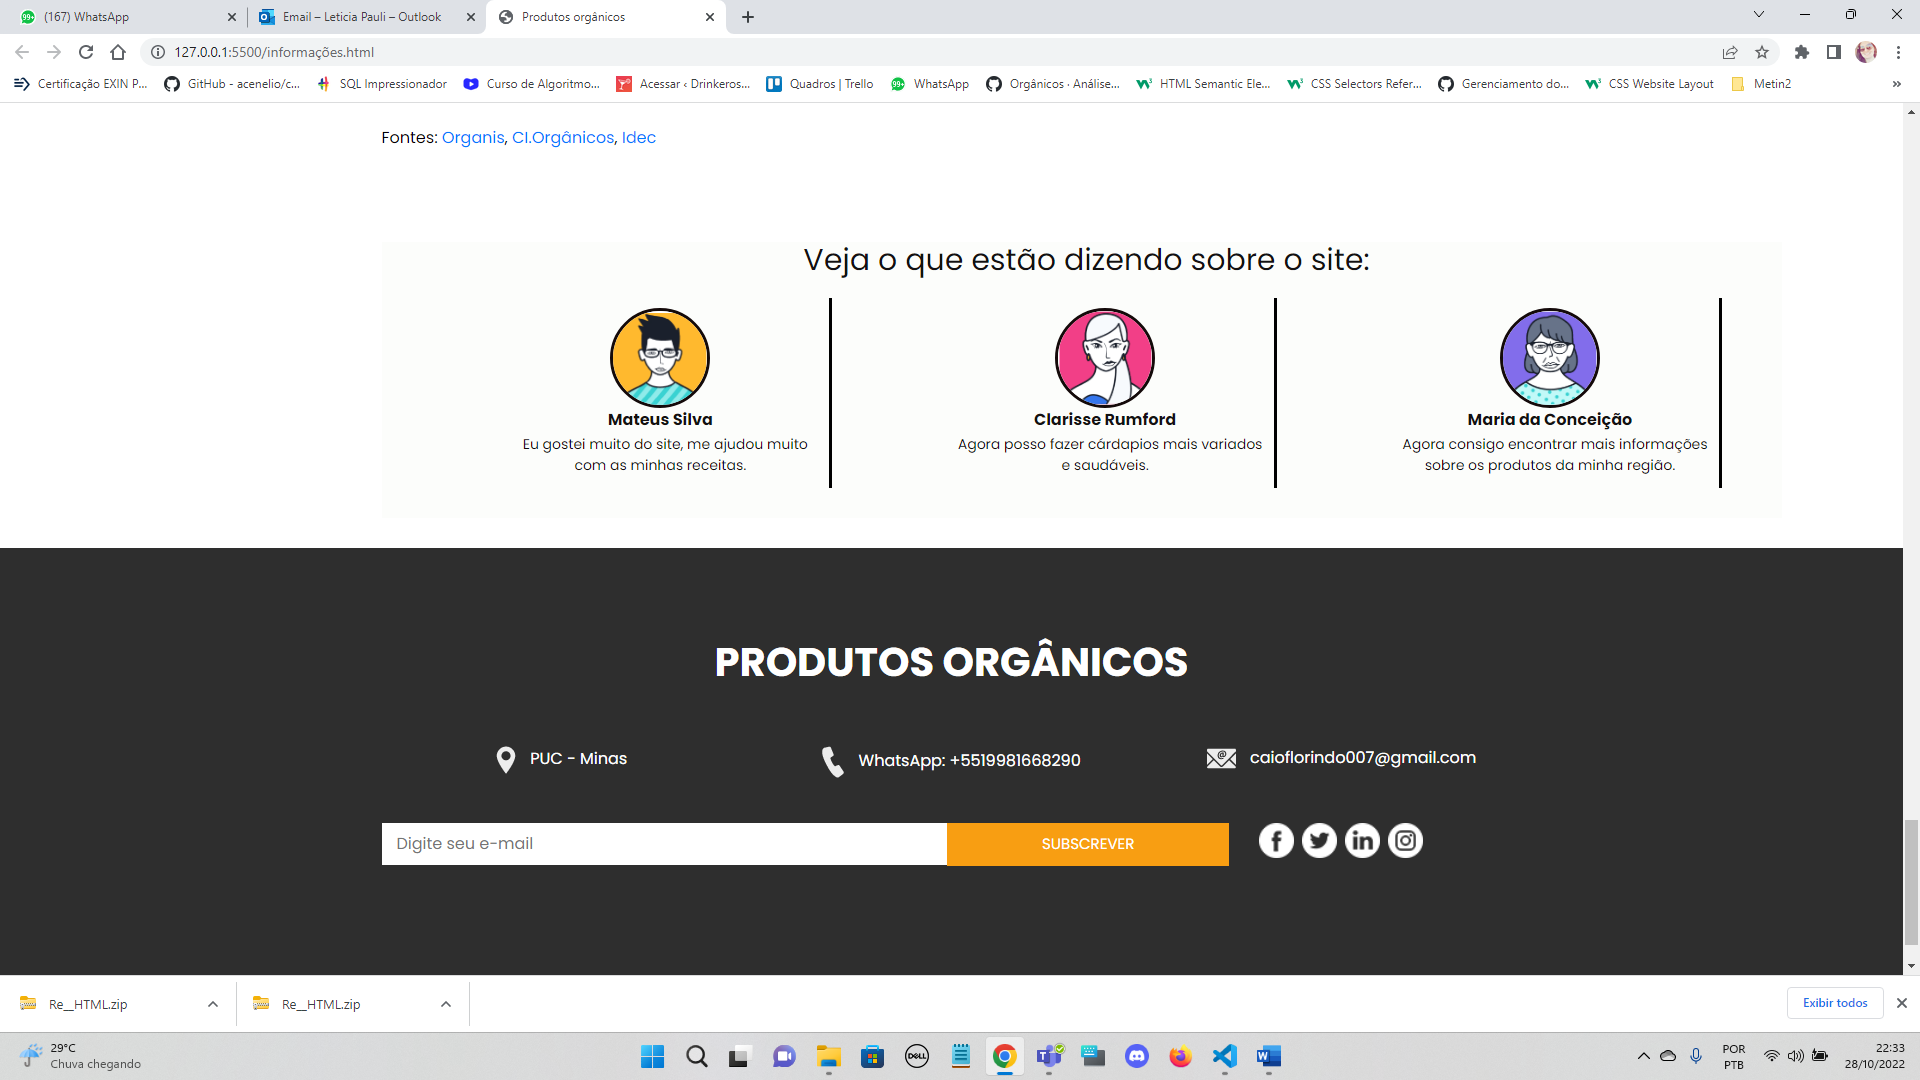 (167) WhatsApp
Email – Leticia Pauli – Outlook
Produtos orgânicos
127.0.0.1:5500/informações.html
Certificação EXIN P...
GitHub - acenelio/c...
SQL Impressionador
Curso de Algoritmo...
Acessar ‹ Drinkeros...
Quadros | Trello
99+
WhatsApp
Orgânicos · Análise...
HTML Semantic Ele...
CSS Selectors Refer...
Gerenciamento do...
CSS Website Layout
Metin2
»
Fontes: Organis, CI.Orgânicos, Idec
Veja o que estão dizendo sobre o site:
Mateus Silva
Eu gostei muito do site, me ajudou muito
com as minhas receitas.
Clarisse Rumford
Agora posso fazer cárdapios mais variados
e saudáveis.
Maria da Conceição
Agora consigo encontrar mais informações
sobre os produtos da minha região.
PRODUTOS ORGÂNICOS
PUC - Minas
WhatsApp: +5519981668290
caioflorindo007@gmail.com
Digite seu e-mail
SUBSCREVER
Re__HTML.zip
Re__HTML.zip
Exibir todos
29°C
Chuva chegando
DELL
POR
PTB
22:33
28/10/2022